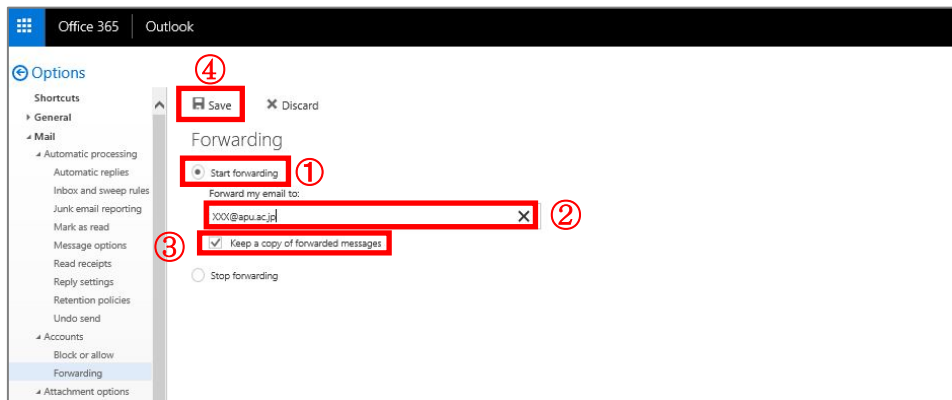 Office 365 Outlook
Options
Shortcuts
General
Mail
Automatic processing
Automatic replies
Inbox and sweep rules
Junk email reporting
Mark as read
Message options
Read receipts
Reply settings
Retention policies
Undo send
Accounts
Block or allow
Forwarding
Attachment options
④
Save Discard
Forwarding
Start forwarding ①
Forward my email to:
XXX@apu.ac.jp ②
③ Keep a copy of forwarded messages
Stop forwarding